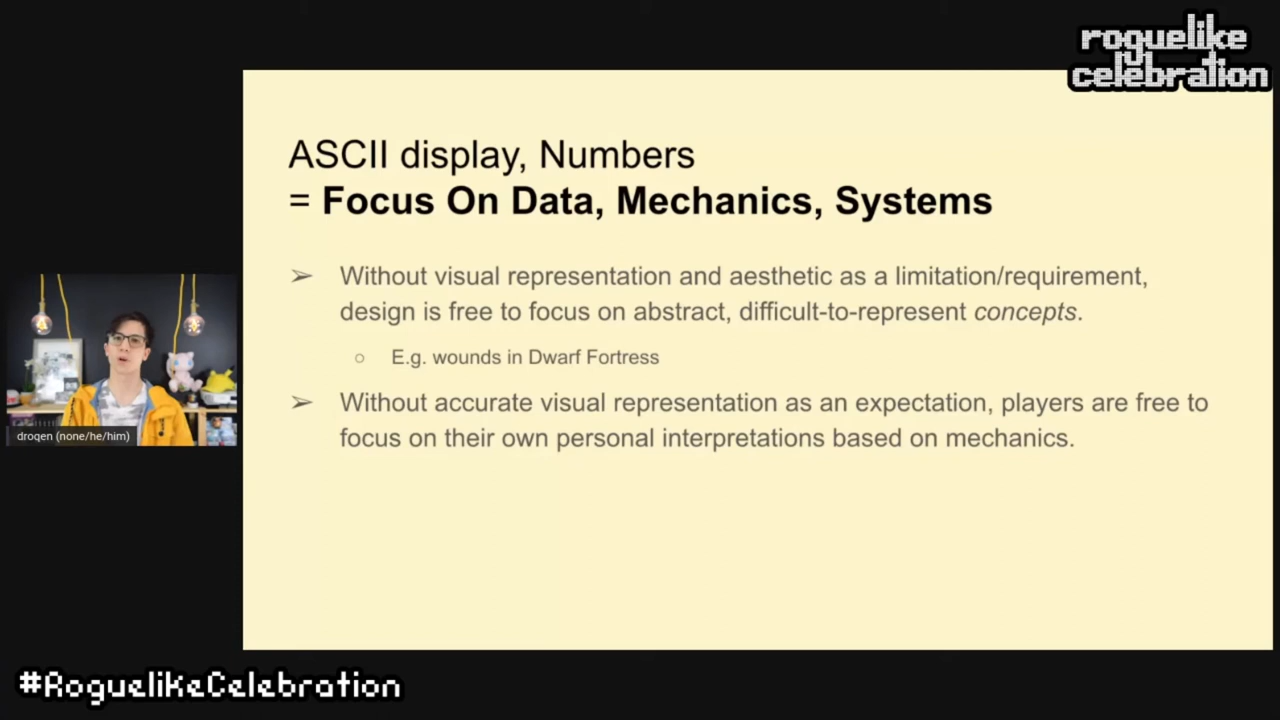 roguelike
celebration
ASCII display, Numbers
= Focus On Data, Mechanics, Systems
➢ Without visual representation and aesthetic as a limitation/requirement,
design is free to focus on abstract, difficult-to-represent concepts.
○ E.g. wounds in Dwarf Fortress
➢ Without accurate visual representation as an expectation, players are free to
focus on their own personal interpretations based on mechanics.
droqen (none/he/him)
#RoguelikeCelebration